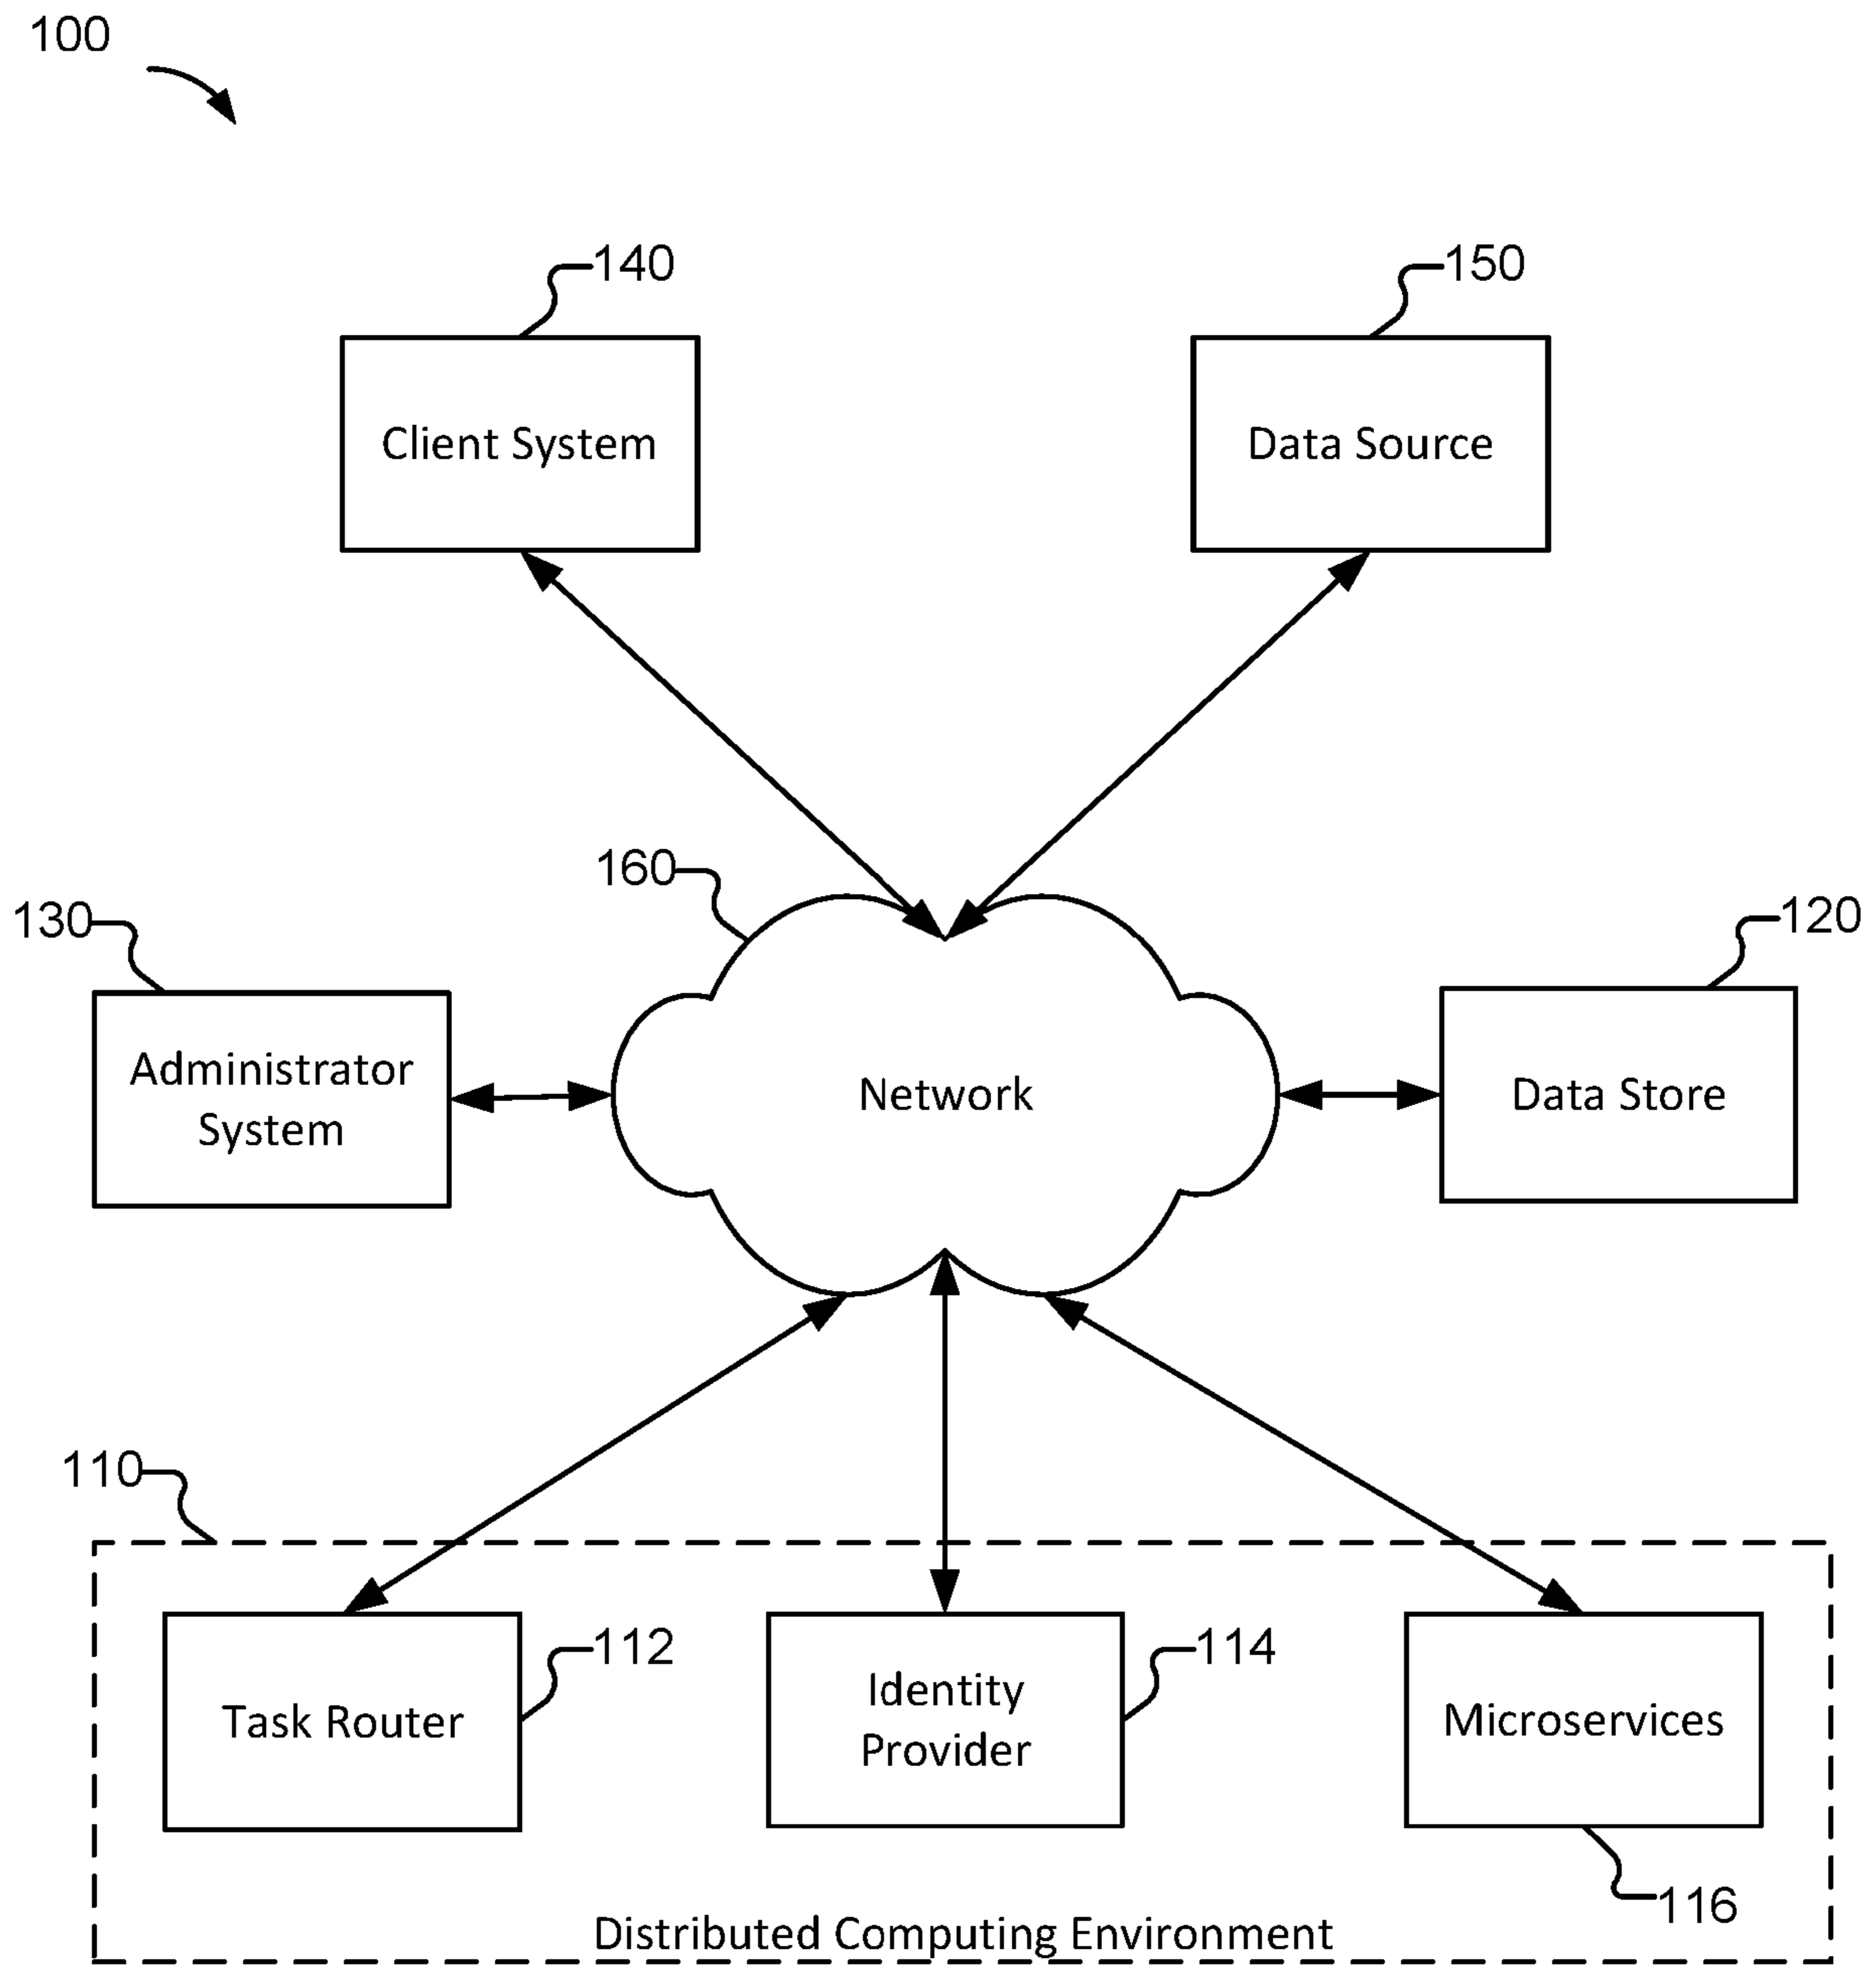 100
140
150
Client System
Data Source
160
130
120
Administrator
System
Network
Data Store
110
112
114
Task Router
Identity
Provider
Microservices
116
Distributed Computing Environment